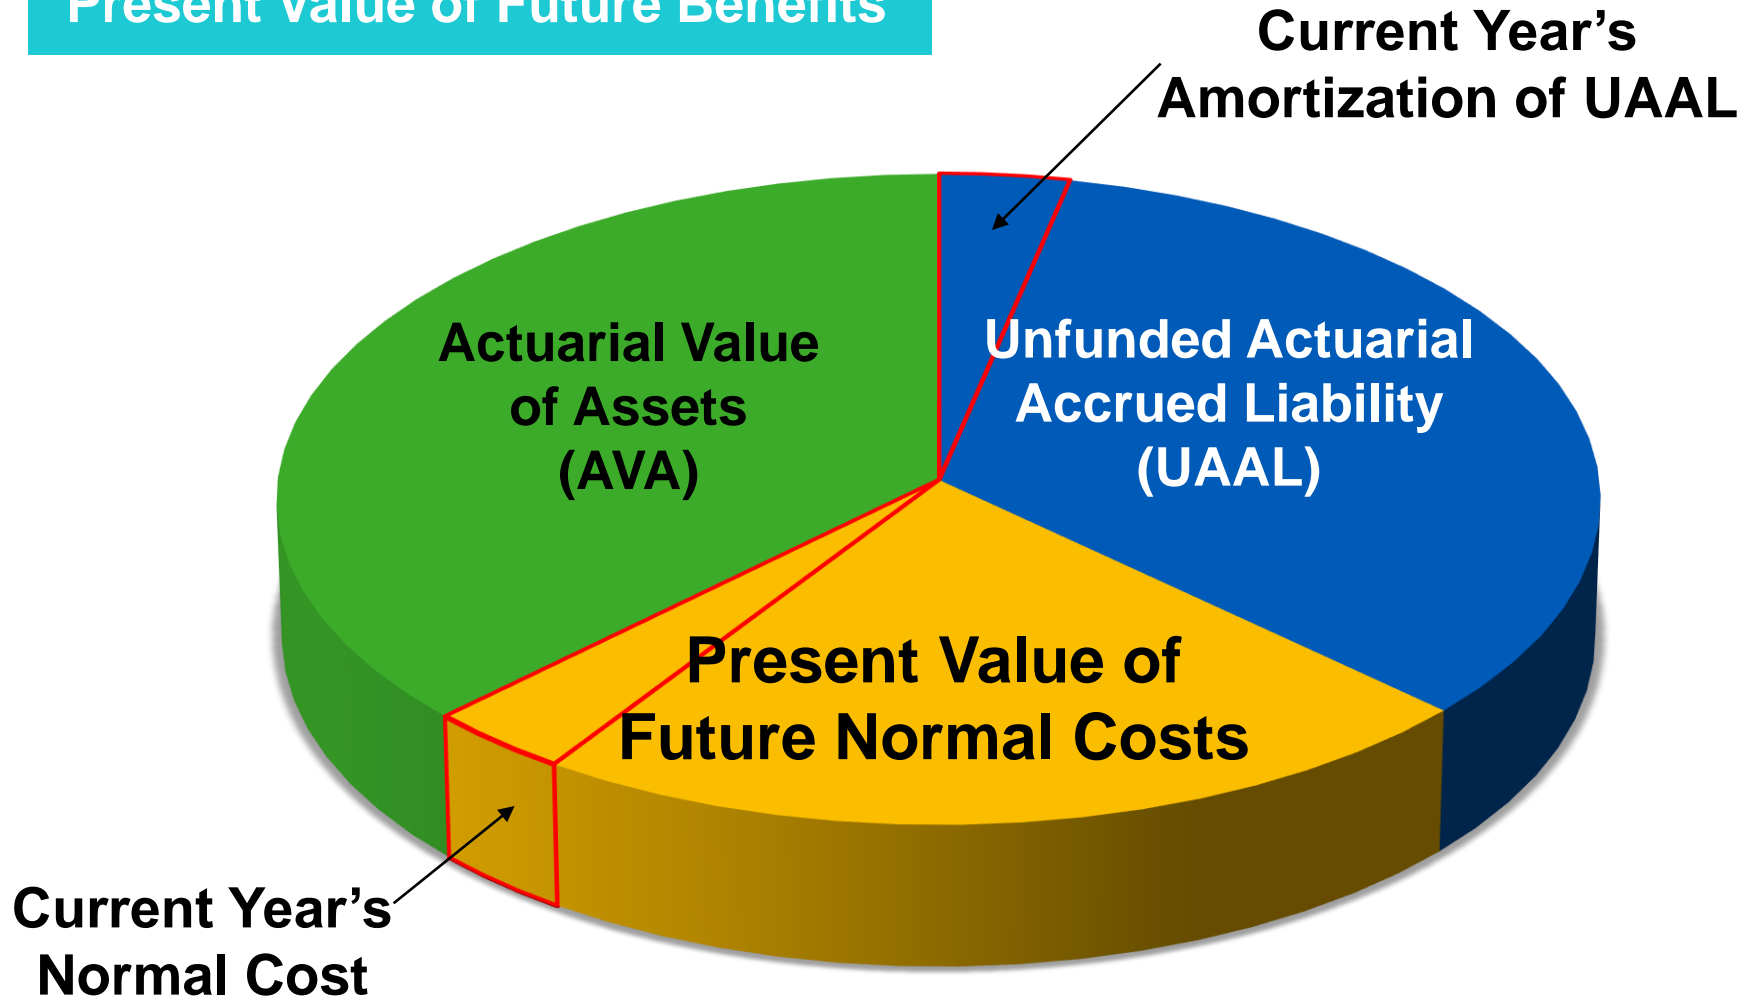 Present Value of Future Benefits
Current Year’s
Amortization of UAAL
Actuarial Value
of Assets
(AVA)
Unfunded Actuarial
Accrued Liability
(UAAL)
Present Value of
Future Normal Costs
Current Year’s
Normal Cost